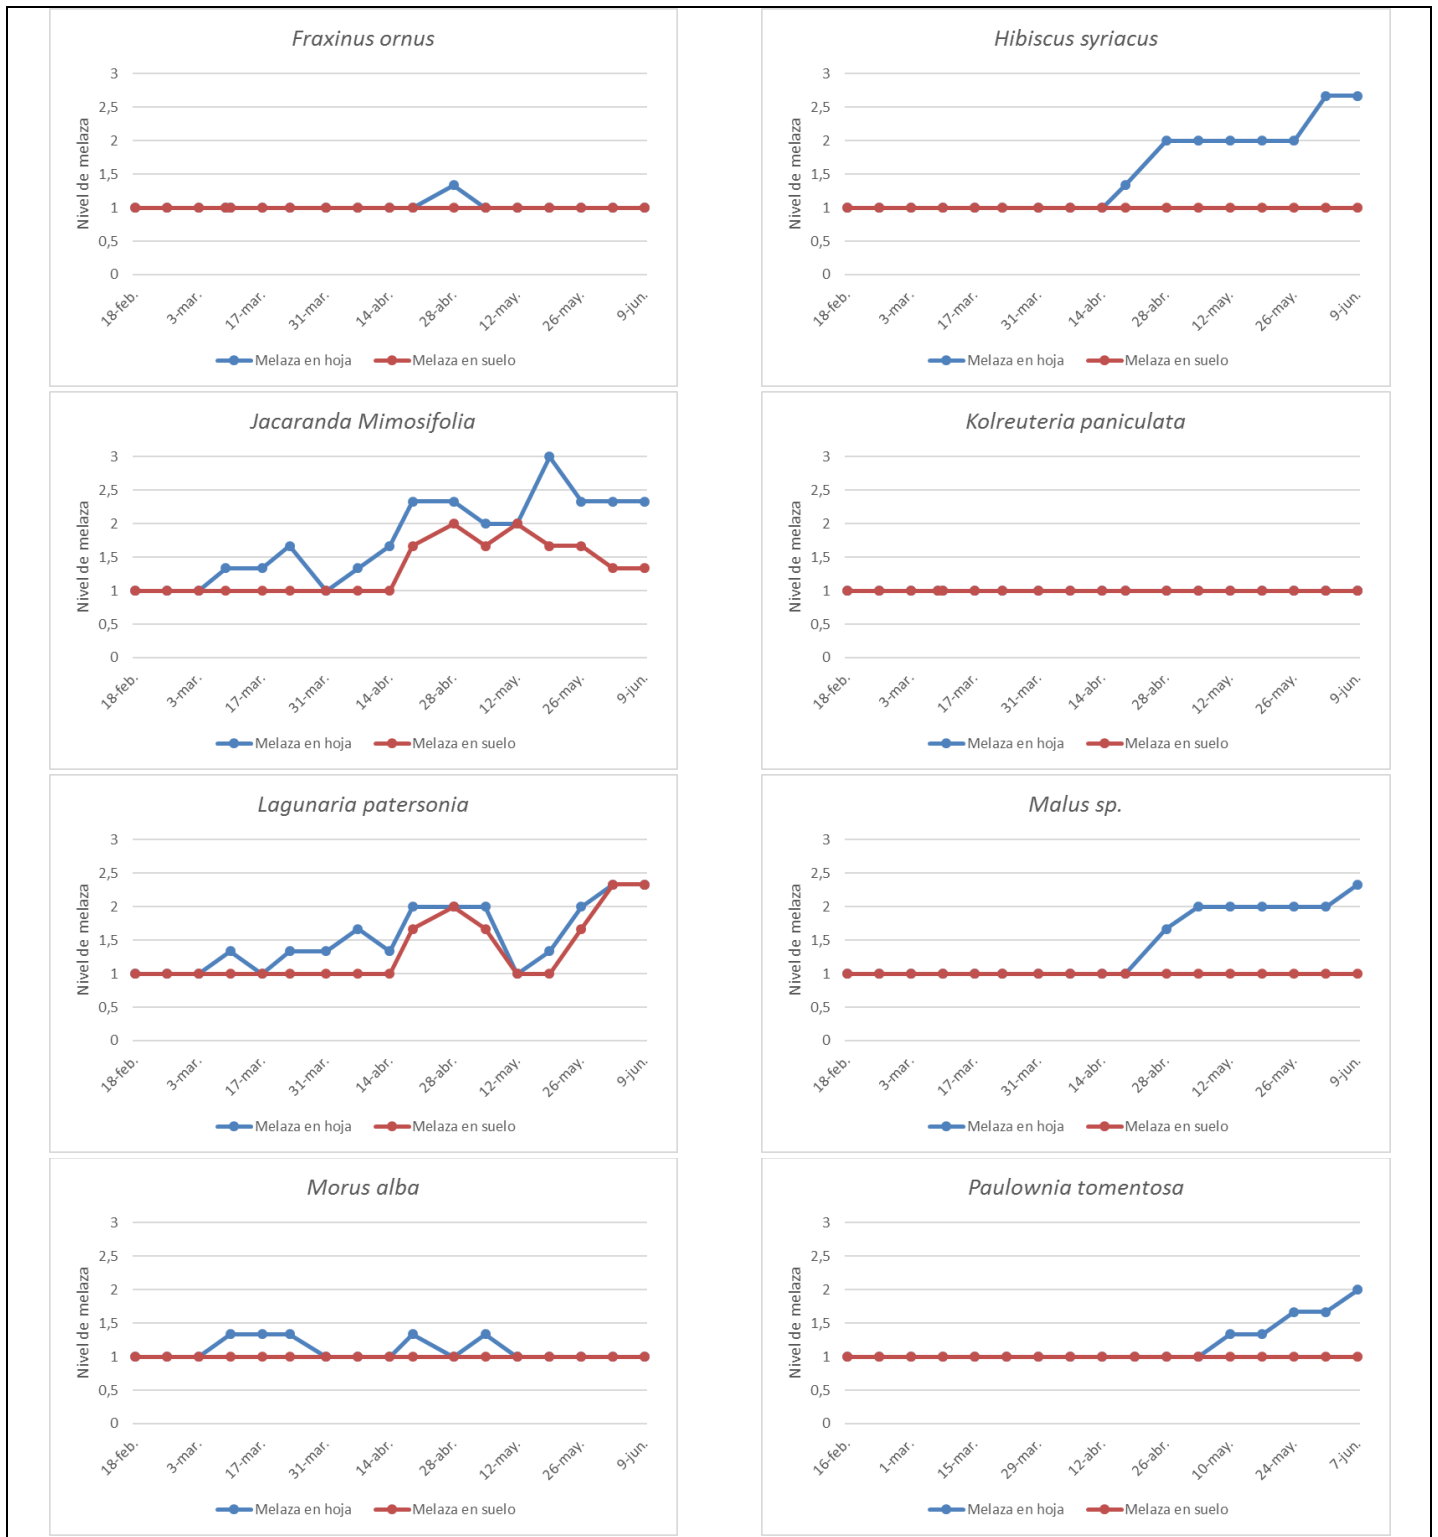 Fraxinus ornus
Nivel de melaza
3
2,5
2
1,5
1
0,5
0
18-feb.
3-mar.
17-mar.
31-mar.
14-abr.
28-abr.
12-may.
26-may.
9-jun.
Melaza en hoja
Melaza en suelo
Hibiscus syriacus
Nivel de melaza
3
2,5
2
1,5
1
0,5
0
18-feb.
3-mar.
17-mar.
31-mar.
14-abr.
28-abr.
12-may.
26-may.
9-jun.
Melaza en hoja
Melaza en suelo
Jacaranda Mimosifolia
Nivel de melaza
3
2,5
2
1,5
1
0,5
0
18-feb.
3-mar.
17-mar.
31-mar.
14-abr.
28-abr.
12-may.
26-may.
9-jun.
Melaza en hoja
Melaza en suelo
Kolreuteria paniculata
Nivel de melaza
3
2,5
2
1,5
1
0,5
0
18-feb.
3-mar.
17-mar.
31-mar.
14-abr.
28-abr.
12-may.
26-may.
9-jun.
Melaza en hoja
Melaza en suelo
Lagunaria patersonia
Nivel de melaza
3
2,5
2
1,5
1
0,5
0
18-feb.
3-mar.
17-mar.
31-mar.
14-abr.
28-abr.
12-may.
26-may.
9-jun.
Melaza en hoja
Melaza en suelo
Malus sp.
Nivel de melaza
3
2,5
2
1,5
1
0,5
0
18-feb.
3-mar.
17-mar.
31-mar.
14-abr.
28-abr.
12-may.
26-may.
9-jun.
Melaza en hoja
Melaza en suelo
Morus alba
Nivel de melaza
3
2,5
2
1,5
1
0,5
0
18-feb.
3-mar.
17-mar.
31-mar.
14-abr.
28-abr.
12-may.
26-may.
9-jun.
Melaza en hoja
Melaza en suelo
Paulownia tomentosa
Nivel de melaza
3
2,5
2
1,5
1
0,5
0
16-feb.
1-mar.
15-mar.
29-mar.
12-abr.
26-abr.
10-may.
24-may.
7-jun.
Melaza en hoja
Melaza en suelo